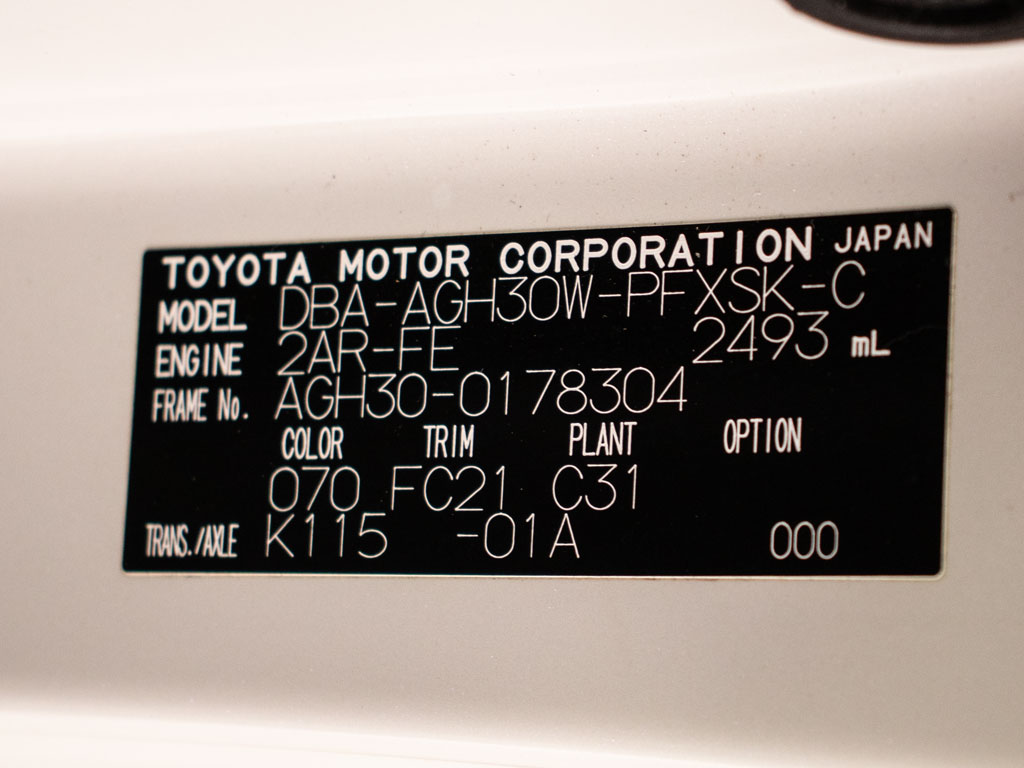 TOYOTA MOTOR CORPORATION JAPAN
MODEL DBA-AGH30W-PFXSK-C
ENGINE 2AR-FE 2493 mL
FRAME No. AGH30-0178304
COLOR TRIM PLANT OPTION
070 FC21 C31
TRANS./AXLE K115 -01A 000